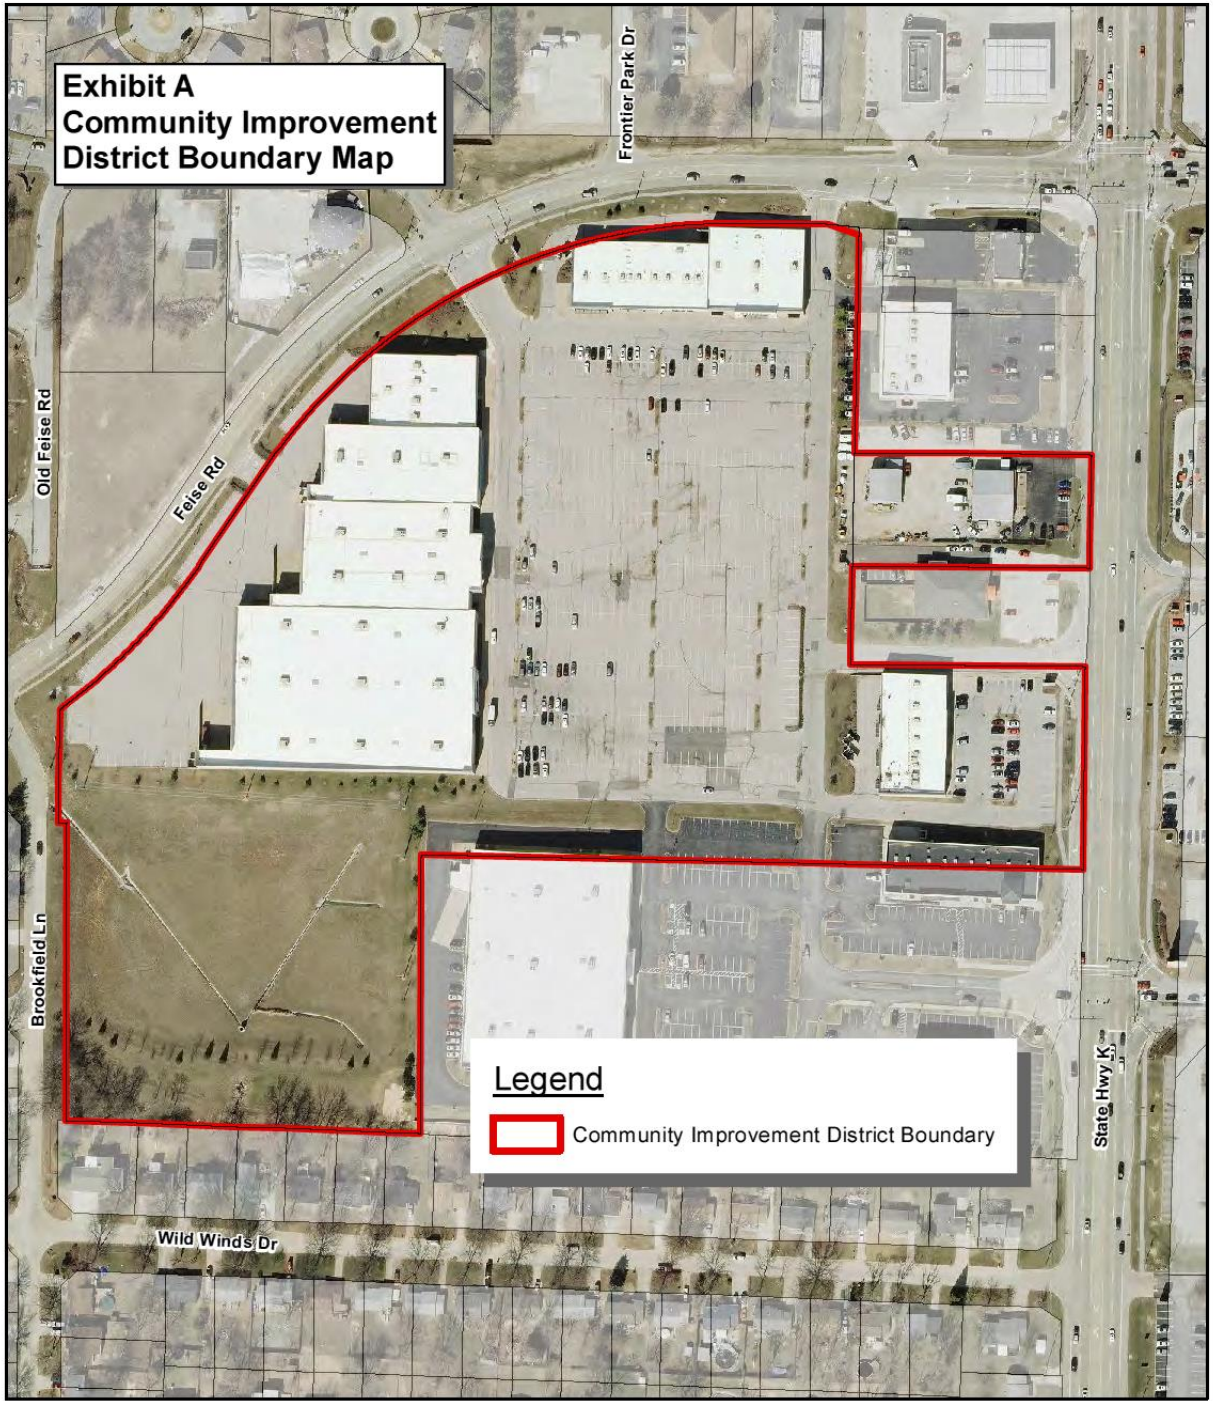 Exhibit A
Community Improvement
District Boundary Map
Frontier Park Dr
Old Feise Rd
Feise Rd
Brookfield Ln
State Hwy K
Legend
Community Improvement District Boundary
Wild Winds Dr